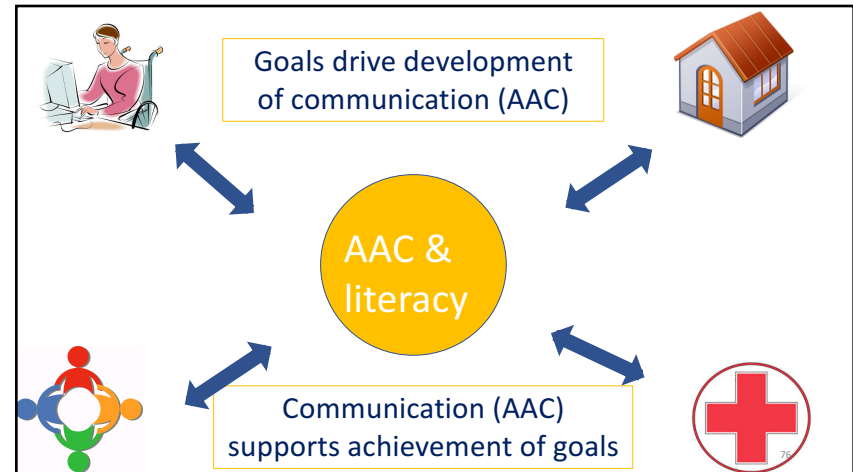 Goals drive development
of communication (AAC)
AAC &
literacy
Communication (AAC)
supports achievement of goals
76